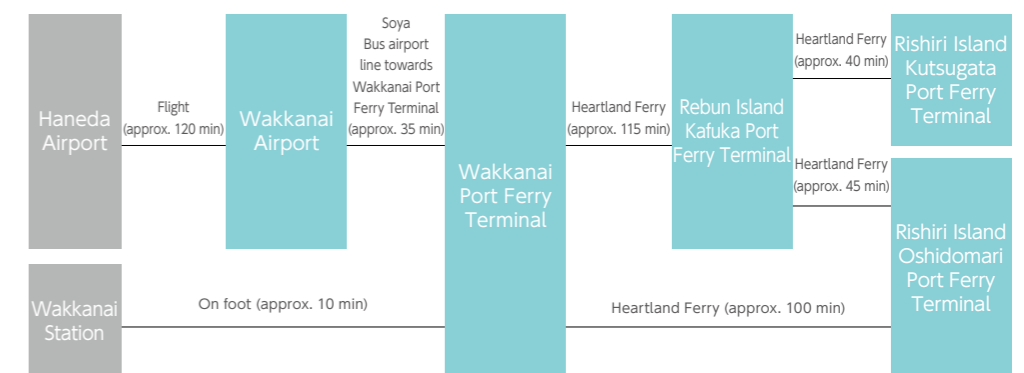 Haneda
Airport
Flight
(approx. 120 min)
Wakkanai
Airport
Soya
Bus airport
line towards
Wakkanai Port
Ferry Terminal
(approx. 35 min)
Wakkanai
Port Ferry
Terminal
Heartland Ferry
(approx. 115 min)
Rebun Island
Kafuka Port
Ferry Terminal
Heartland Ferry
(approx. 40 min)
Rishiri Island
Kutsugata
Port Ferry
Terminal
Heartland Ferry
(approx. 45 min)
Rishiri Island
Oshidomari
Port Ferry
Terminal
Wakkanai
Station
On foot (approx. 10 min)
Heartland Ferry (approx. 100 min)